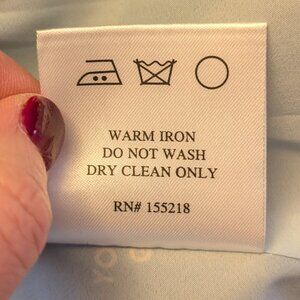 WARM IRON
DO NOT WASH
DRY CLEAN ONLY
RN# 155218